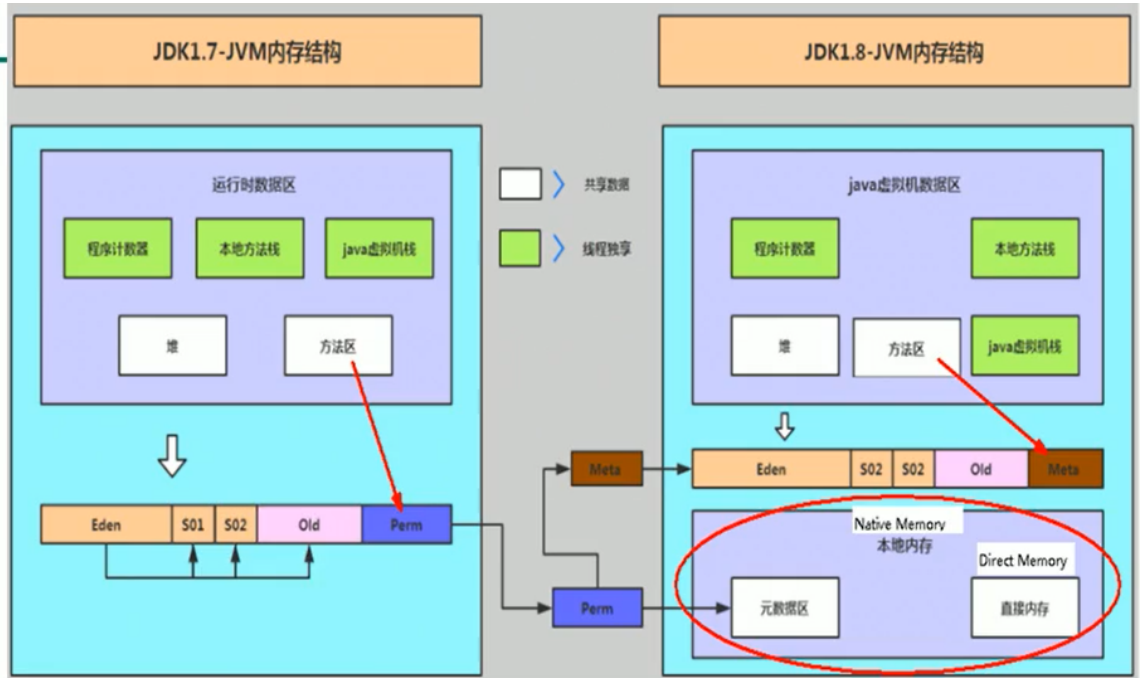 JDK1.7-JVM内存结构
JDK1.8-JVM内存结构
运行时数据区
程序计数器
本地方法栈
java虚拟机栈
堆
方法区
Eden
S01
S02
Old
Perm
共享数据
线程独享
Meta
Perm
java虚拟机数据区
程序计数器
本地方法栈
堆
方法区
java虚拟机栈
Eden
S02
S02
Old
Meta
Native Memory
本地内存
Direct Memory
元数据区
直接内存